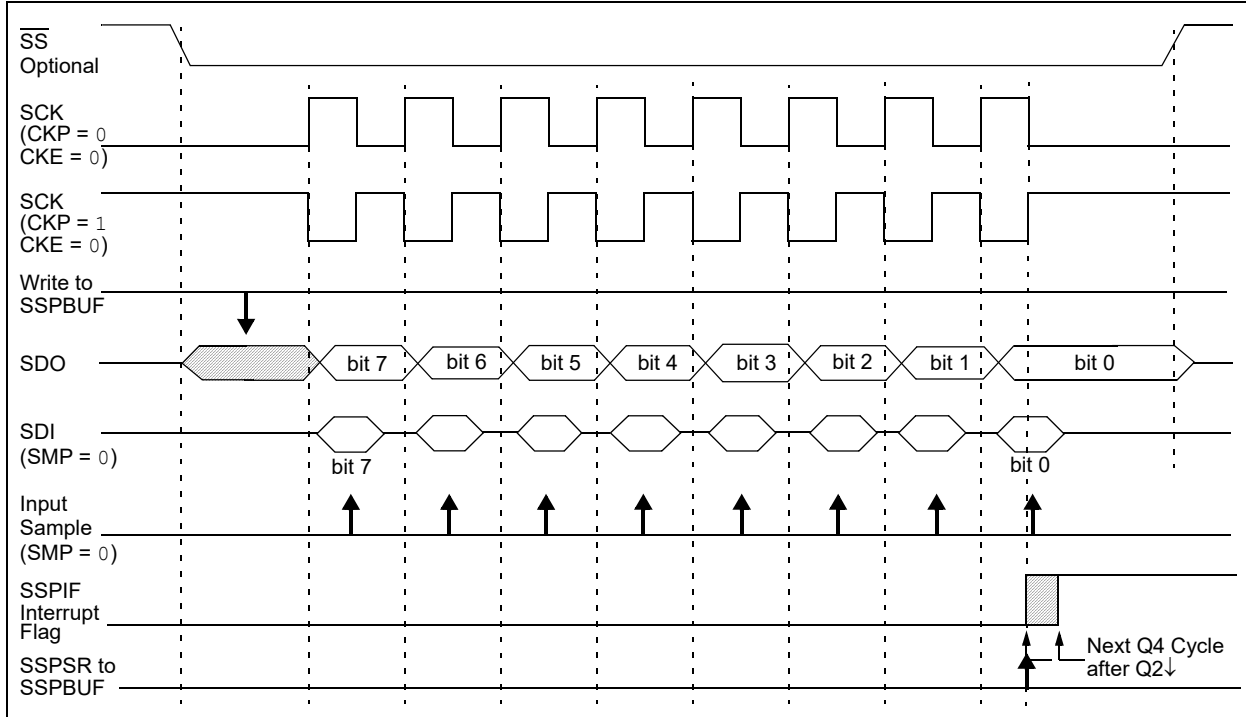 SS
Optional
SCK
(CKP = 0
CKE = 0)
SCK
(CKP = 1
CKE = 0)
Write to
SSPBUF
SDO
bit 7
bit 6
bit 5
bit 4
bit 3
bit 2
bit 1
bit 0
SDI
(SMP = 0)
bit 7
bit 0
Input
Sample
(SMP = 0)
SSPIF
Interrupt
Flag
Next Q4 Cycle
after Q2↓
SSPSR to
SSPBUF